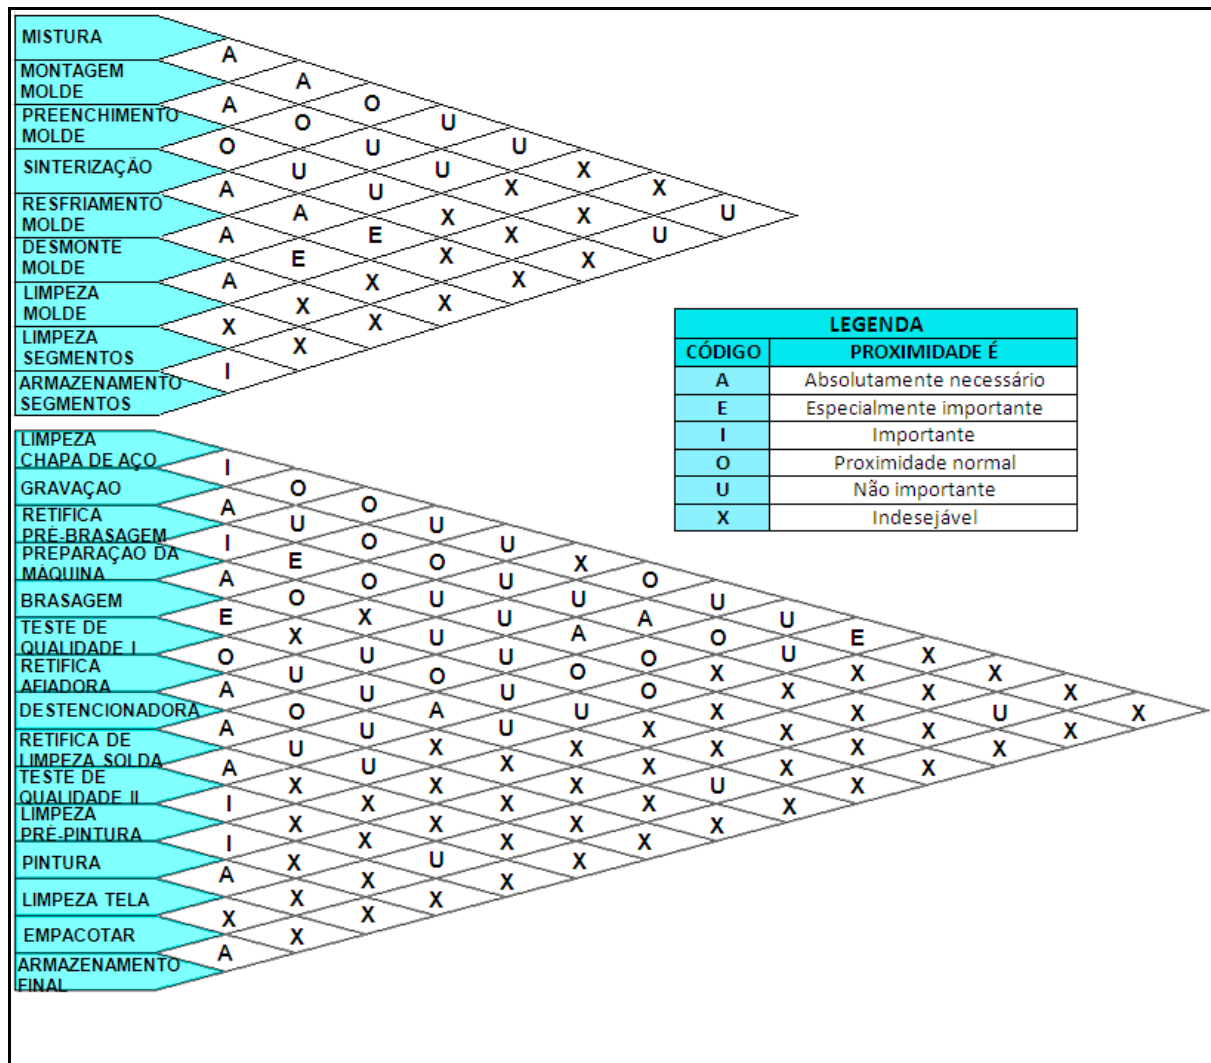 MISTURA
A
MONTAGEM
MOLDE
A
A O
PREENCHIMENTO
MOLDE
O U
O U U
SINTERIZAÇÃO
U U X
A U X X
RESFRIAMENTO
MOLDE
A X X U
A E X U
DESMONTE
MOLDE
E X X
A X X
LIMPEZA
MOLDE
X X
X X
LIMPEZA
SEGMENTOS
X
I
ARMAZENAMENTO
SEGMENTOS
LEGENDA
CÓDIGO PROXIMIDADE É
A Absolutamente necessário
E Especialmente importante
I Importante
O Proximidade normal
U Não importante
X Indesejável
LIMPEZA
CHAPA DE AÇO
I
GRAVAÇAO
O
A O
RETIFICA
PRÉ-BRASAGEM
U U
I O U
PREPARAÇAO DA
MÁQUINA
E O X
A O U O
BRASAGEM
O U U U
E X U A U
TESTE DE
QUALIDADE I
X U A O E
O U U O U X
RETIFICA
AFIADORA
U O O X X X
A U U O X X X
DESTENCIONADORA
O A U X X U X
A U U X X X X
RETIFICA DE
LIMPEZA SOLDA
U X X X X X
A U X X X X
TESTE DE
QUALIDADE II
X X X U X
I X X X X
LIMPEZA
PRÉ-PINTURA
X X X X
I X X X
PINTURA
X U X
A X X
LIMPEZA TELA
X X
X X
EMPACOTAR
X
A
ARMAZENAMENTO
FINAL